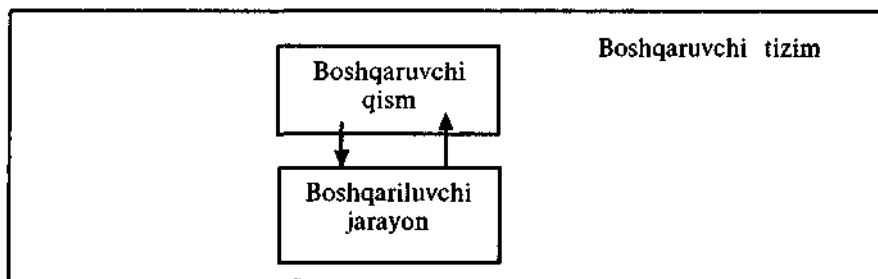 Boshqaruvchi tizim
Boshqaruvchi
qism
Boshqariluvchi
jarayon